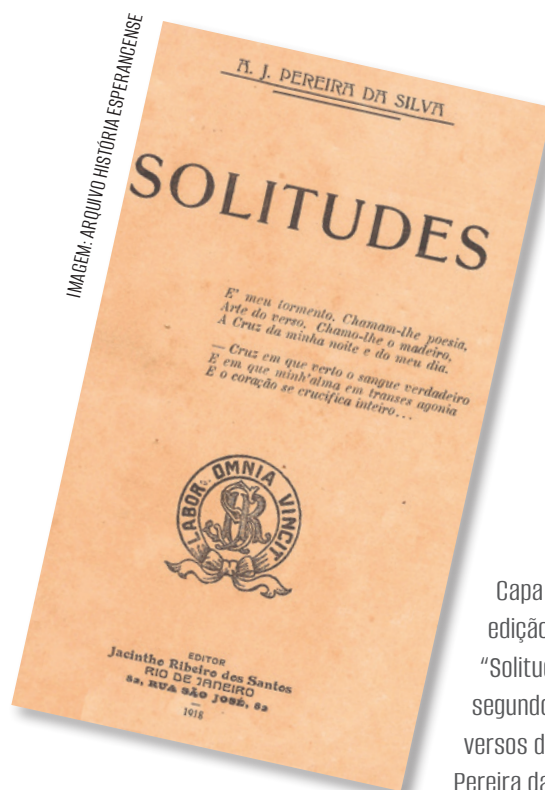 IMAGEM: ARQUIVO HISTÓRIA ESPERANCENSE
A. J. PEREIRA DA SILVA
SOLITUDES
E' meu tormento. Chamam-lhe poesia,
Arte do verso. Chamo-lhe o madeiro,
A Cruz da minha noite e do meu dia.
— Cruz em que verto o sangue verdadeiro
E em que minh'alma em transes agonia
E o coração se crucifica inteiro...
LABOR OMNIA VINCIT
EDITOR
Jacintho Ribeiro dos Santos
RIO DE JANEIRO
82, RUA SÃO JOSÉ, 82
1918
Capa
edição
"Solitud
segundo
versos d
Pereira da